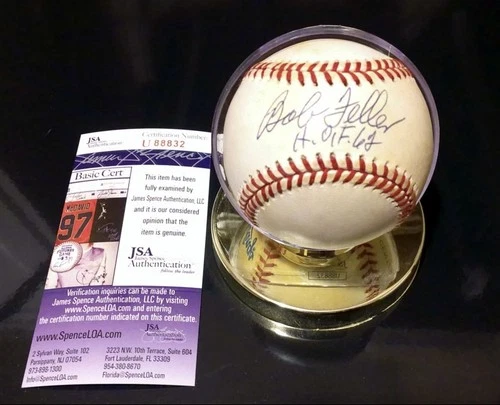 JSA
Certification Number
U 88832
James Spence
Basic Cert
97
This item has been
fully examined by
James Spence Authentication, LLC
and it is our
considered opinion
that the item is
genuine.
JSA
Authentication
Verification inquiries can be made to
James Spence Authentication, LLC by visiting
www.SpenceLOA.com and entering
the certification number indicated on this certificate.
www.SpenceLOA.com
JSA
2 Sylvan Way, Suite 102
Parsippany, NJ 07054
973-898-1300
Info@SpenceLOA.com
3223 N.W. 10th Terrace, Suite 604
Fort Lauderdale, FL 33309
954-380-8670
Florida@SpenceLOA.com
Bob Feller
H.O.F. 62